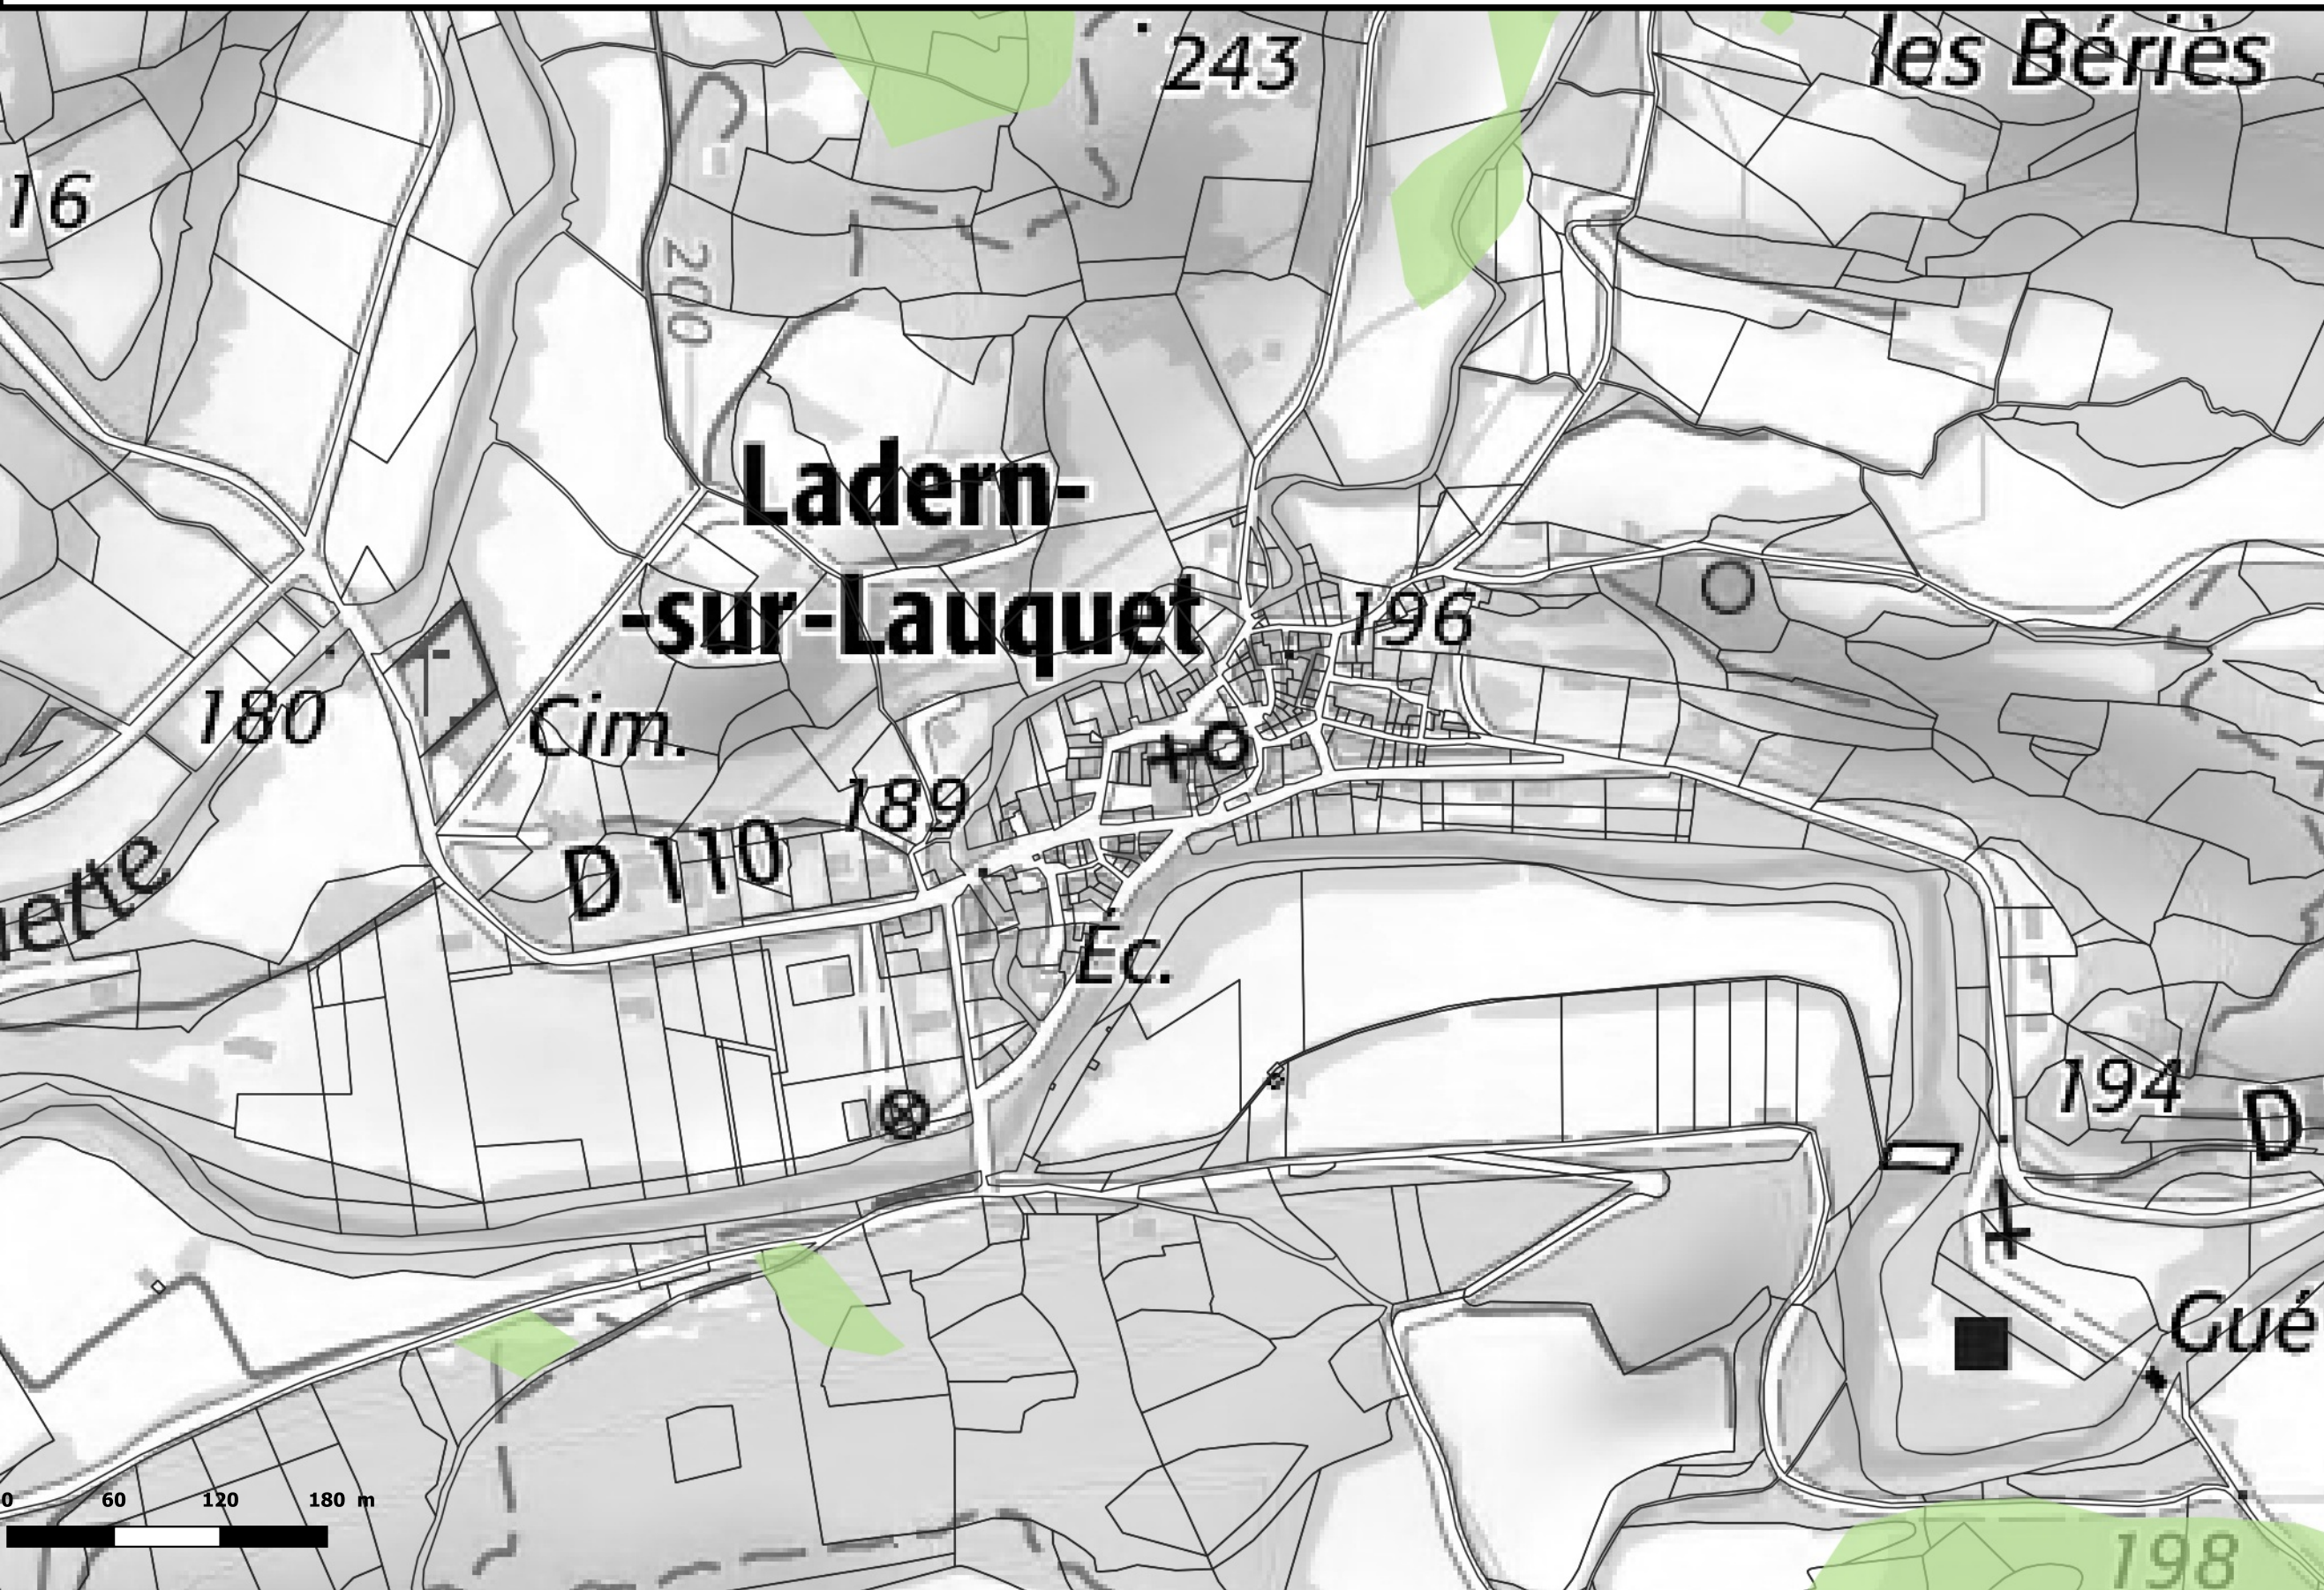 les Bériès
243
16
200
Ladern-
-sur-Lauquet
196
180
Cim.
189
D 110
uette
Éc.
194
D
Gué
0 60 120 180 m
198